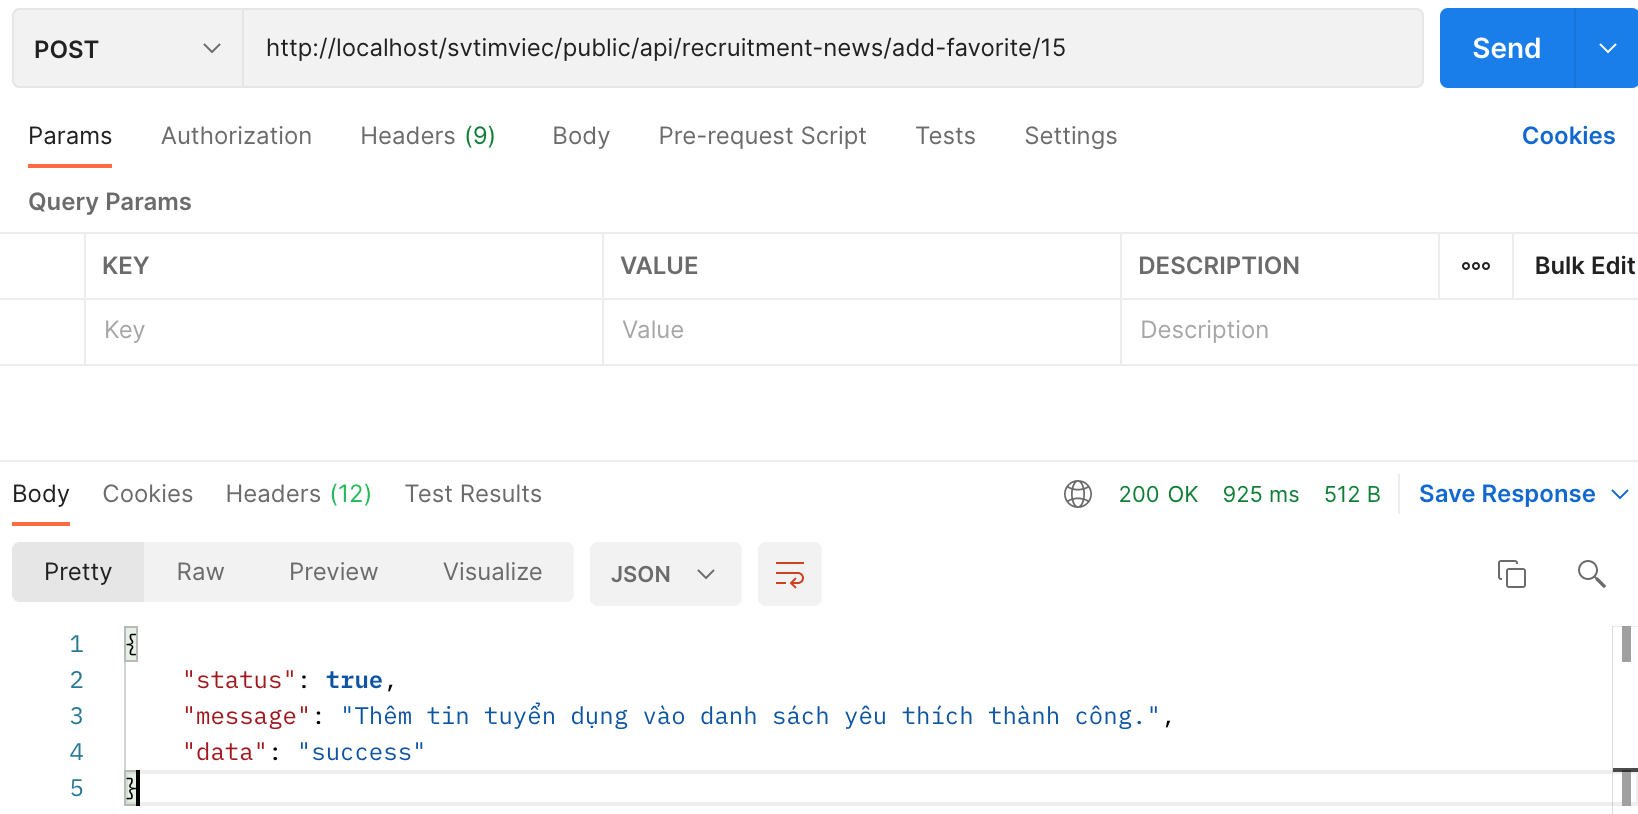 POST http://localhost/svtimviec/public/api/recruitment-news/add-favorite/15 Send
Params Authorization Headers (9) Body Pre-request Script Tests Settings Cookies
Query Params
KEY VALUE DESCRIPTION ooo Bulk Edit
Key Value Description
Body Cookies Headers (12) Test Results 200 OK 925 ms 512 B Save Response
Pretty Raw Preview Visualize JSON
1 {
2 "status": true,
3 "message": "Thêm tin tuyển dụng vào danh sách yêu thích thành công.",
4 "data": "success"
5 }